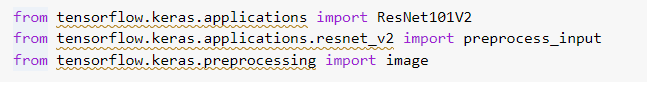 from tensorflow.keras.applications import ResNet101V2
from tensorflow.keras.applications.resnet_v2 import preprocess_input
from tensorflow.keras.preprocessing import image